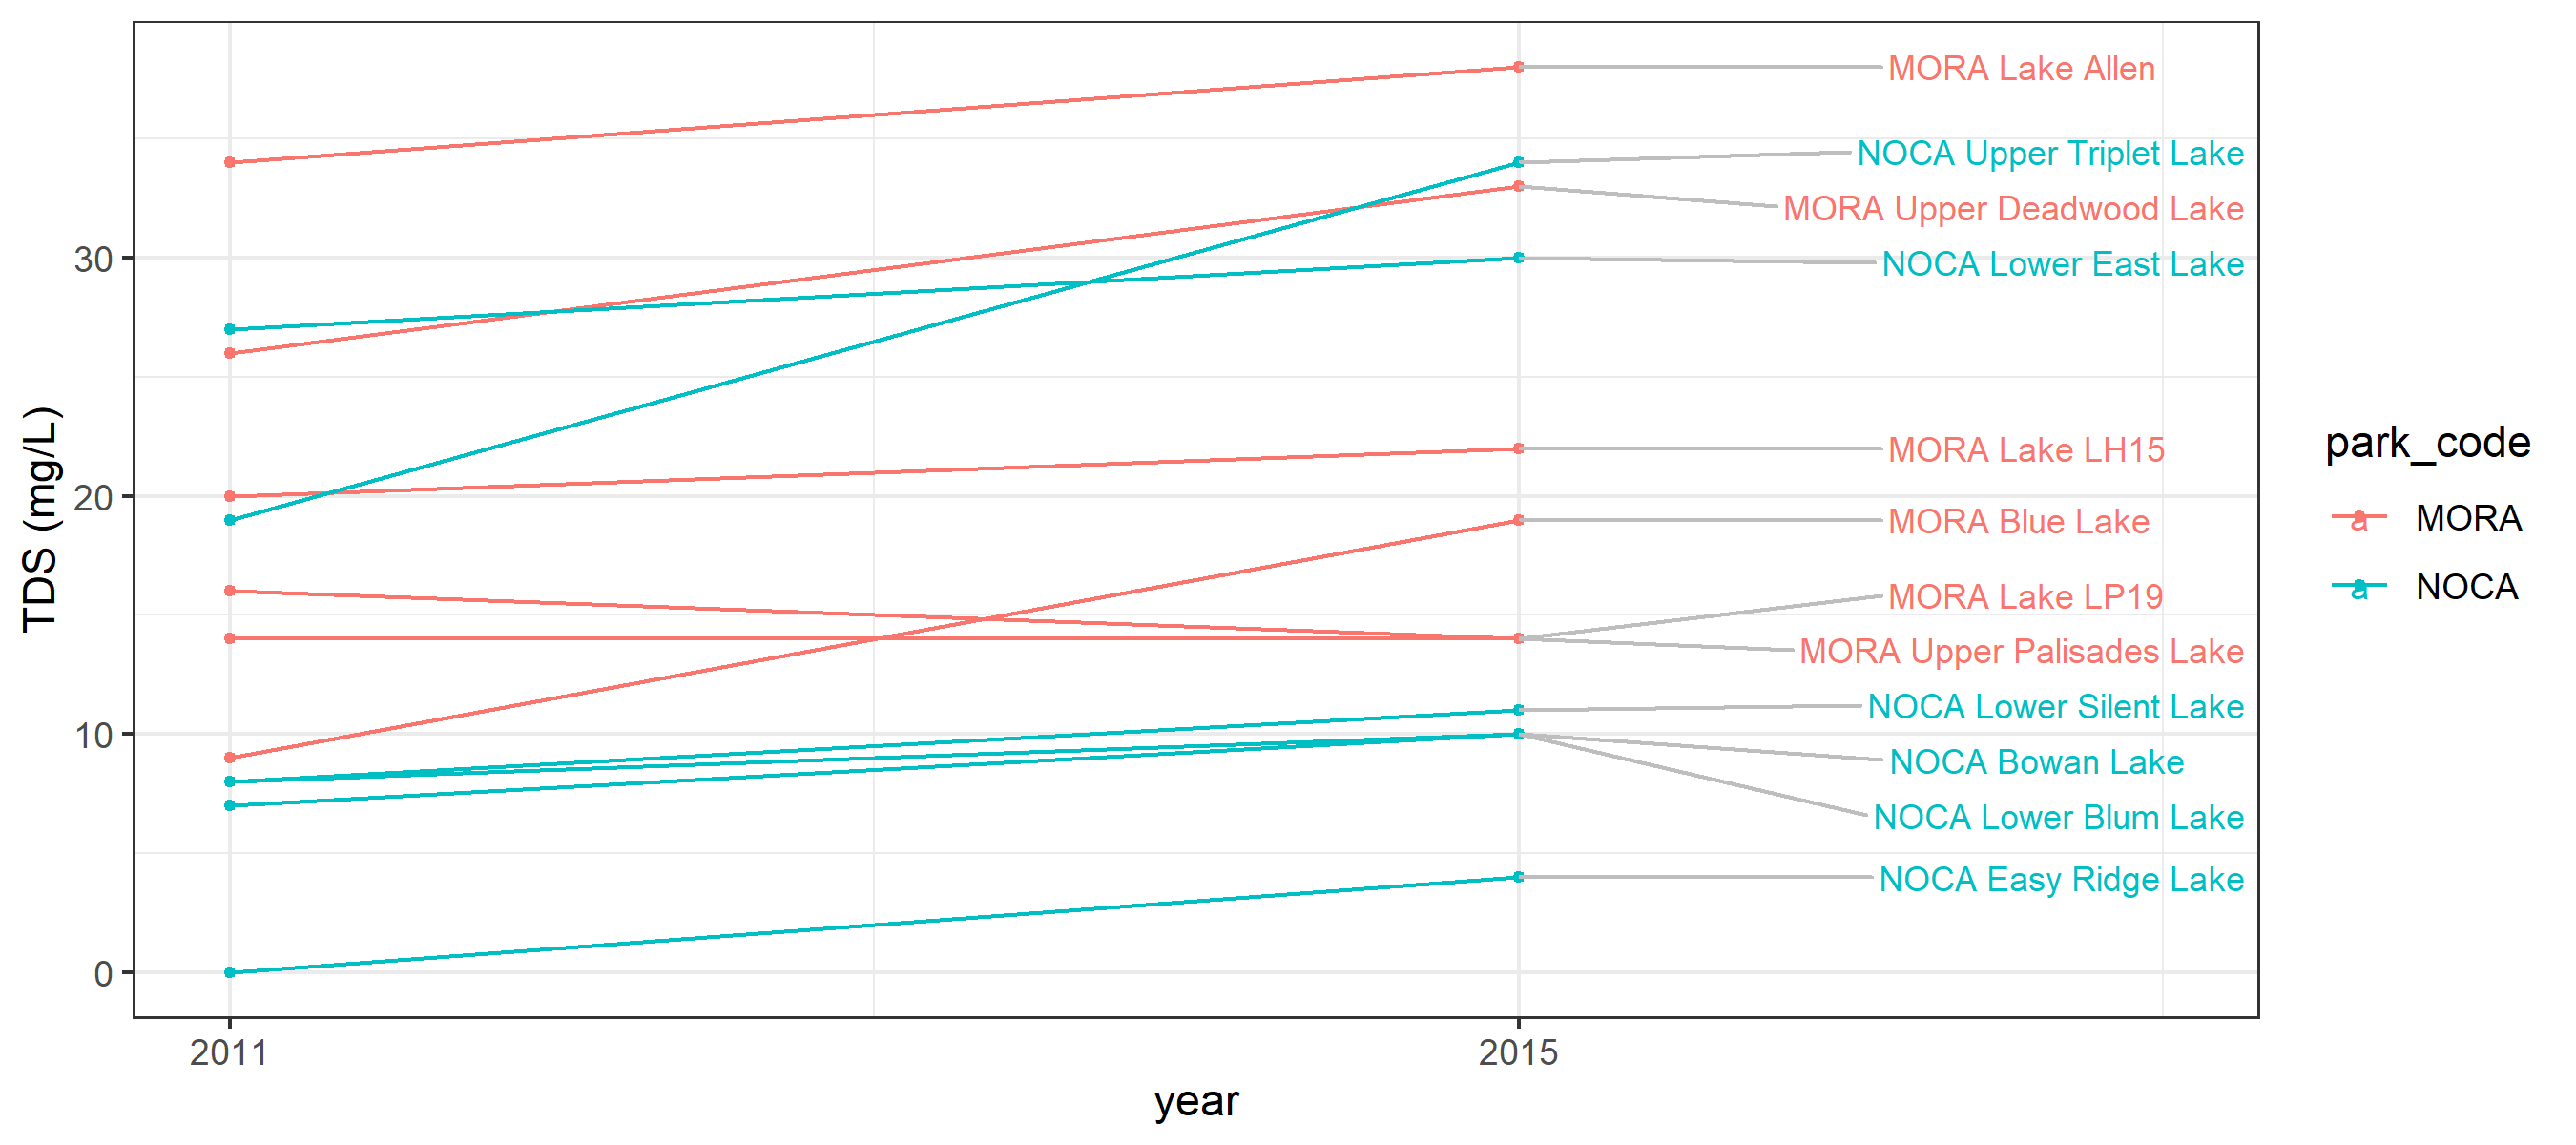 MORA Lake Allen
NOCA Upper Triplet Lake
MORA Upper Deadwood Lake
NOCA Lower East Lake
MORA Lake LH15
MORA Blue Lake
MORA Lake LP19
MORA Upper Palisades Lake
NOCA Lower Silent Lake
NOCA Bowan Lake
NOCA Lower Blum Lake
NOCA Easy Ridge Lake
30
20
10
0
TDS (mg/L)
2011
2015
year
park_code
a MORA
a NOCA